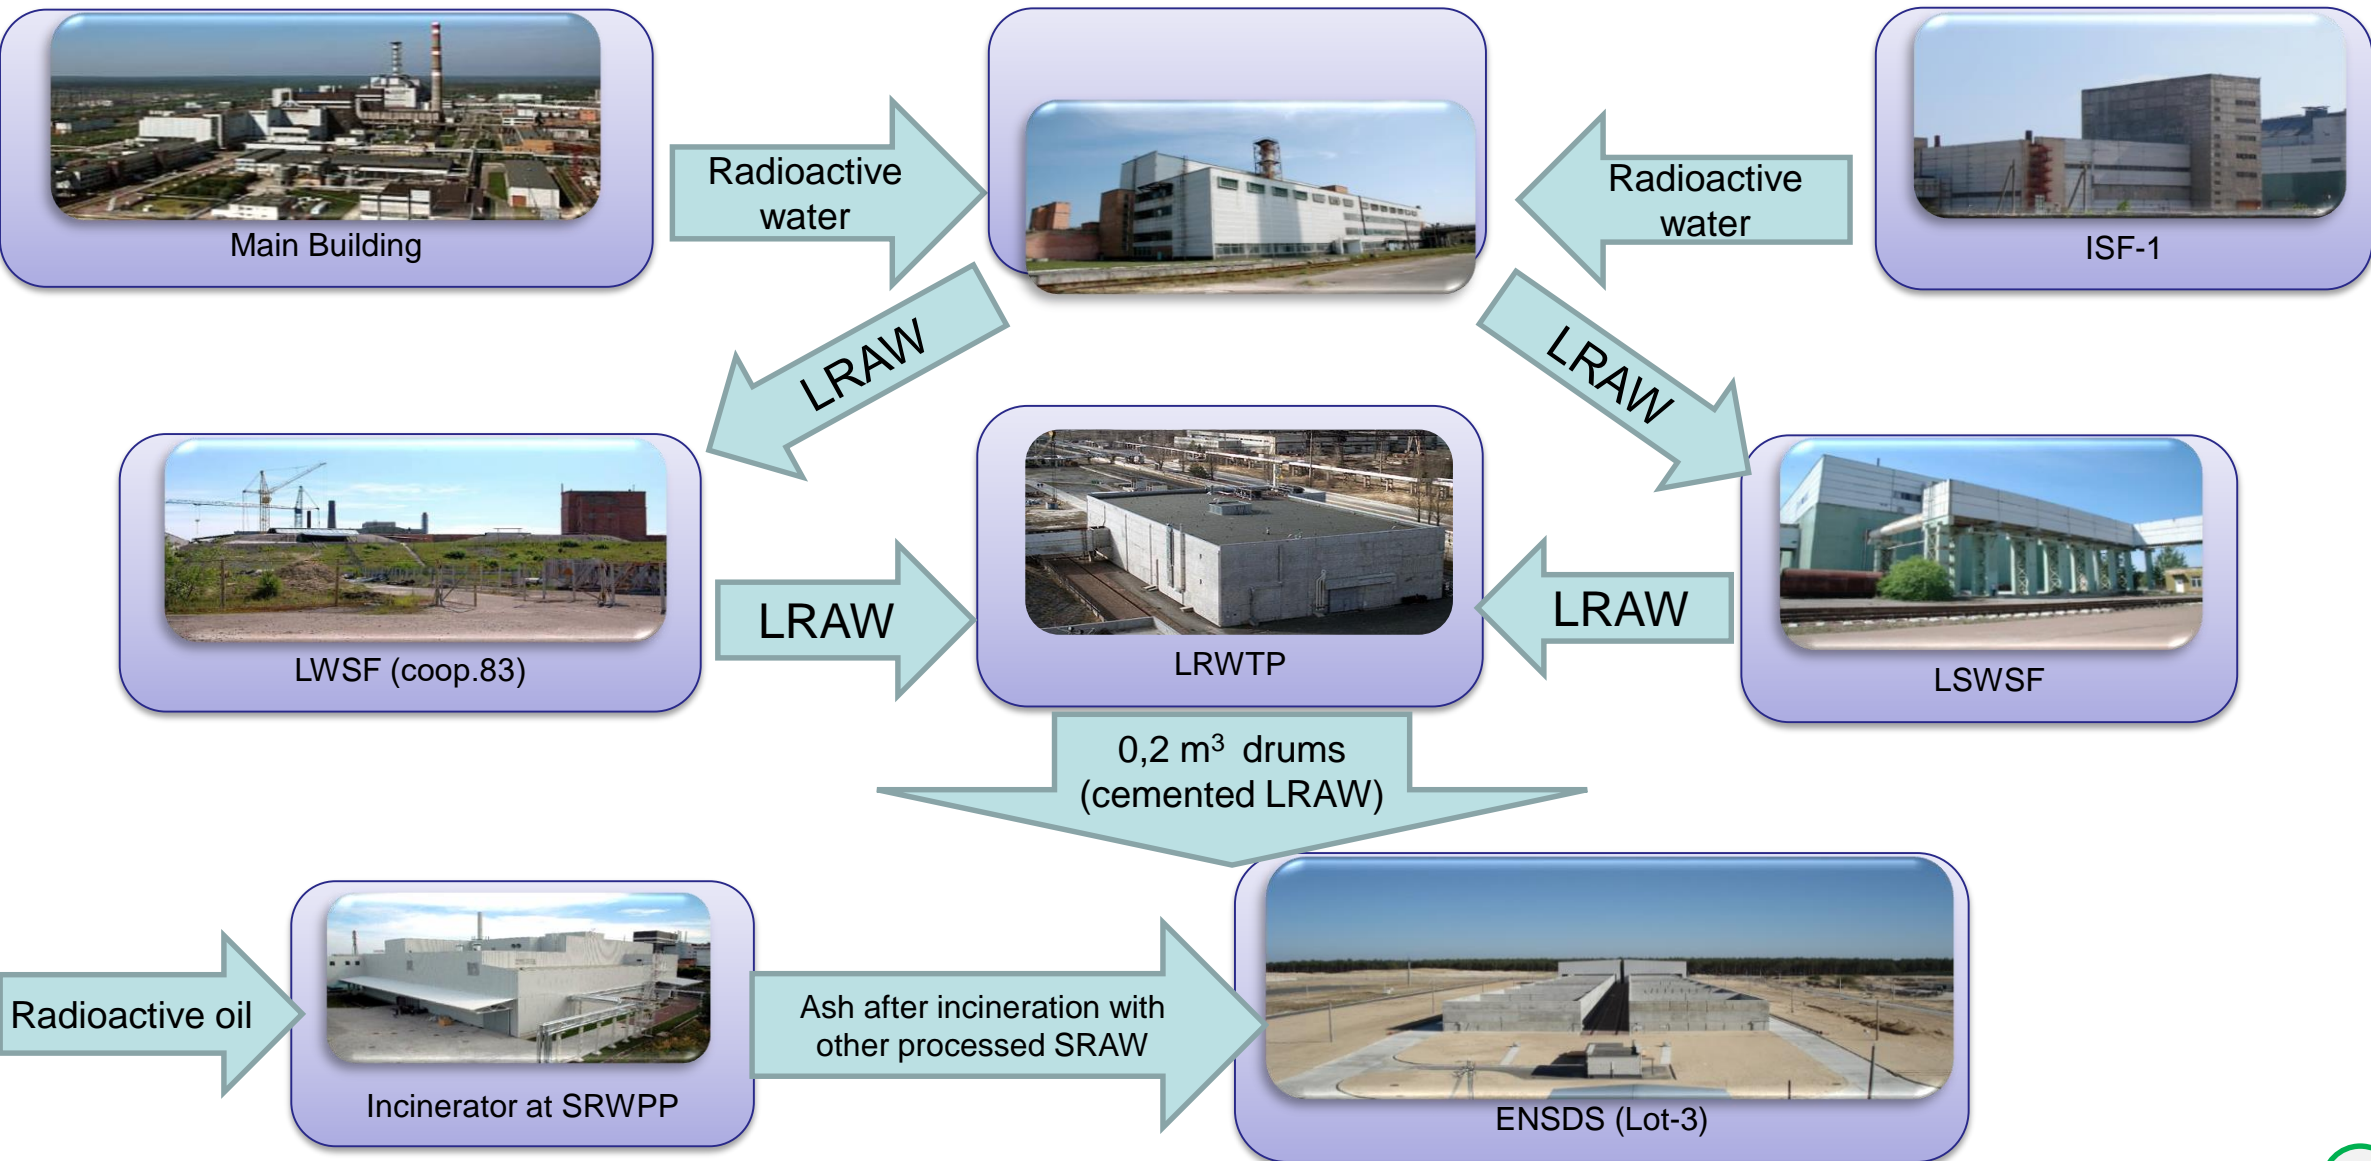 Main Building
Radioactive
water
Radioactive
water
ISF-1
LRAW
LRAW
LWSF (coop.83)
LRAW
LRWTP
LRAW
LSWSF
0,2 m³ drums
(cemented LRAW)
Radioactive oil
Incinerator at SRWPP
Ash after incineration with
other processed SRAW
ENSDS (Lot-3)